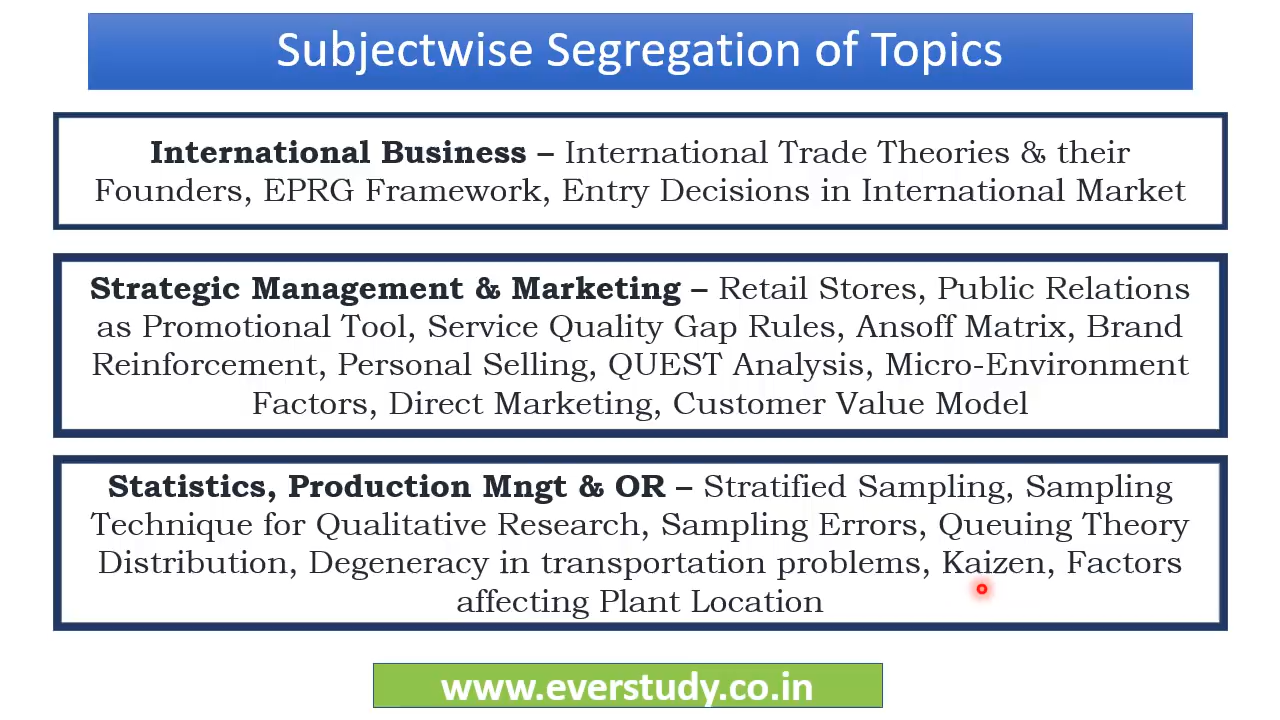 Subjectwise Segregation of Topics
International Business – International Trade Theories & their
Founders, EPRG Framework, Entry Decisions in International Market
Strategic Management & Marketing – Retail Stores, Public Relations
as Promotional Tool, Service Quality Gap Rules, Ansoff Matrix, Brand
Reinforcement, Personal Selling, QUEST Analysis, Micro-Environment
Factors, Direct Marketing, Customer Value Model
Statistics, Production Mngt & OR – Stratified Sampling, Sampling
Technique for Qualitative Research, Sampling Errors, Queuing Theory
Distribution, Degeneracy in transportation problems, Kaizen, Factors
affecting Plant Location
www.everstudy.co.in